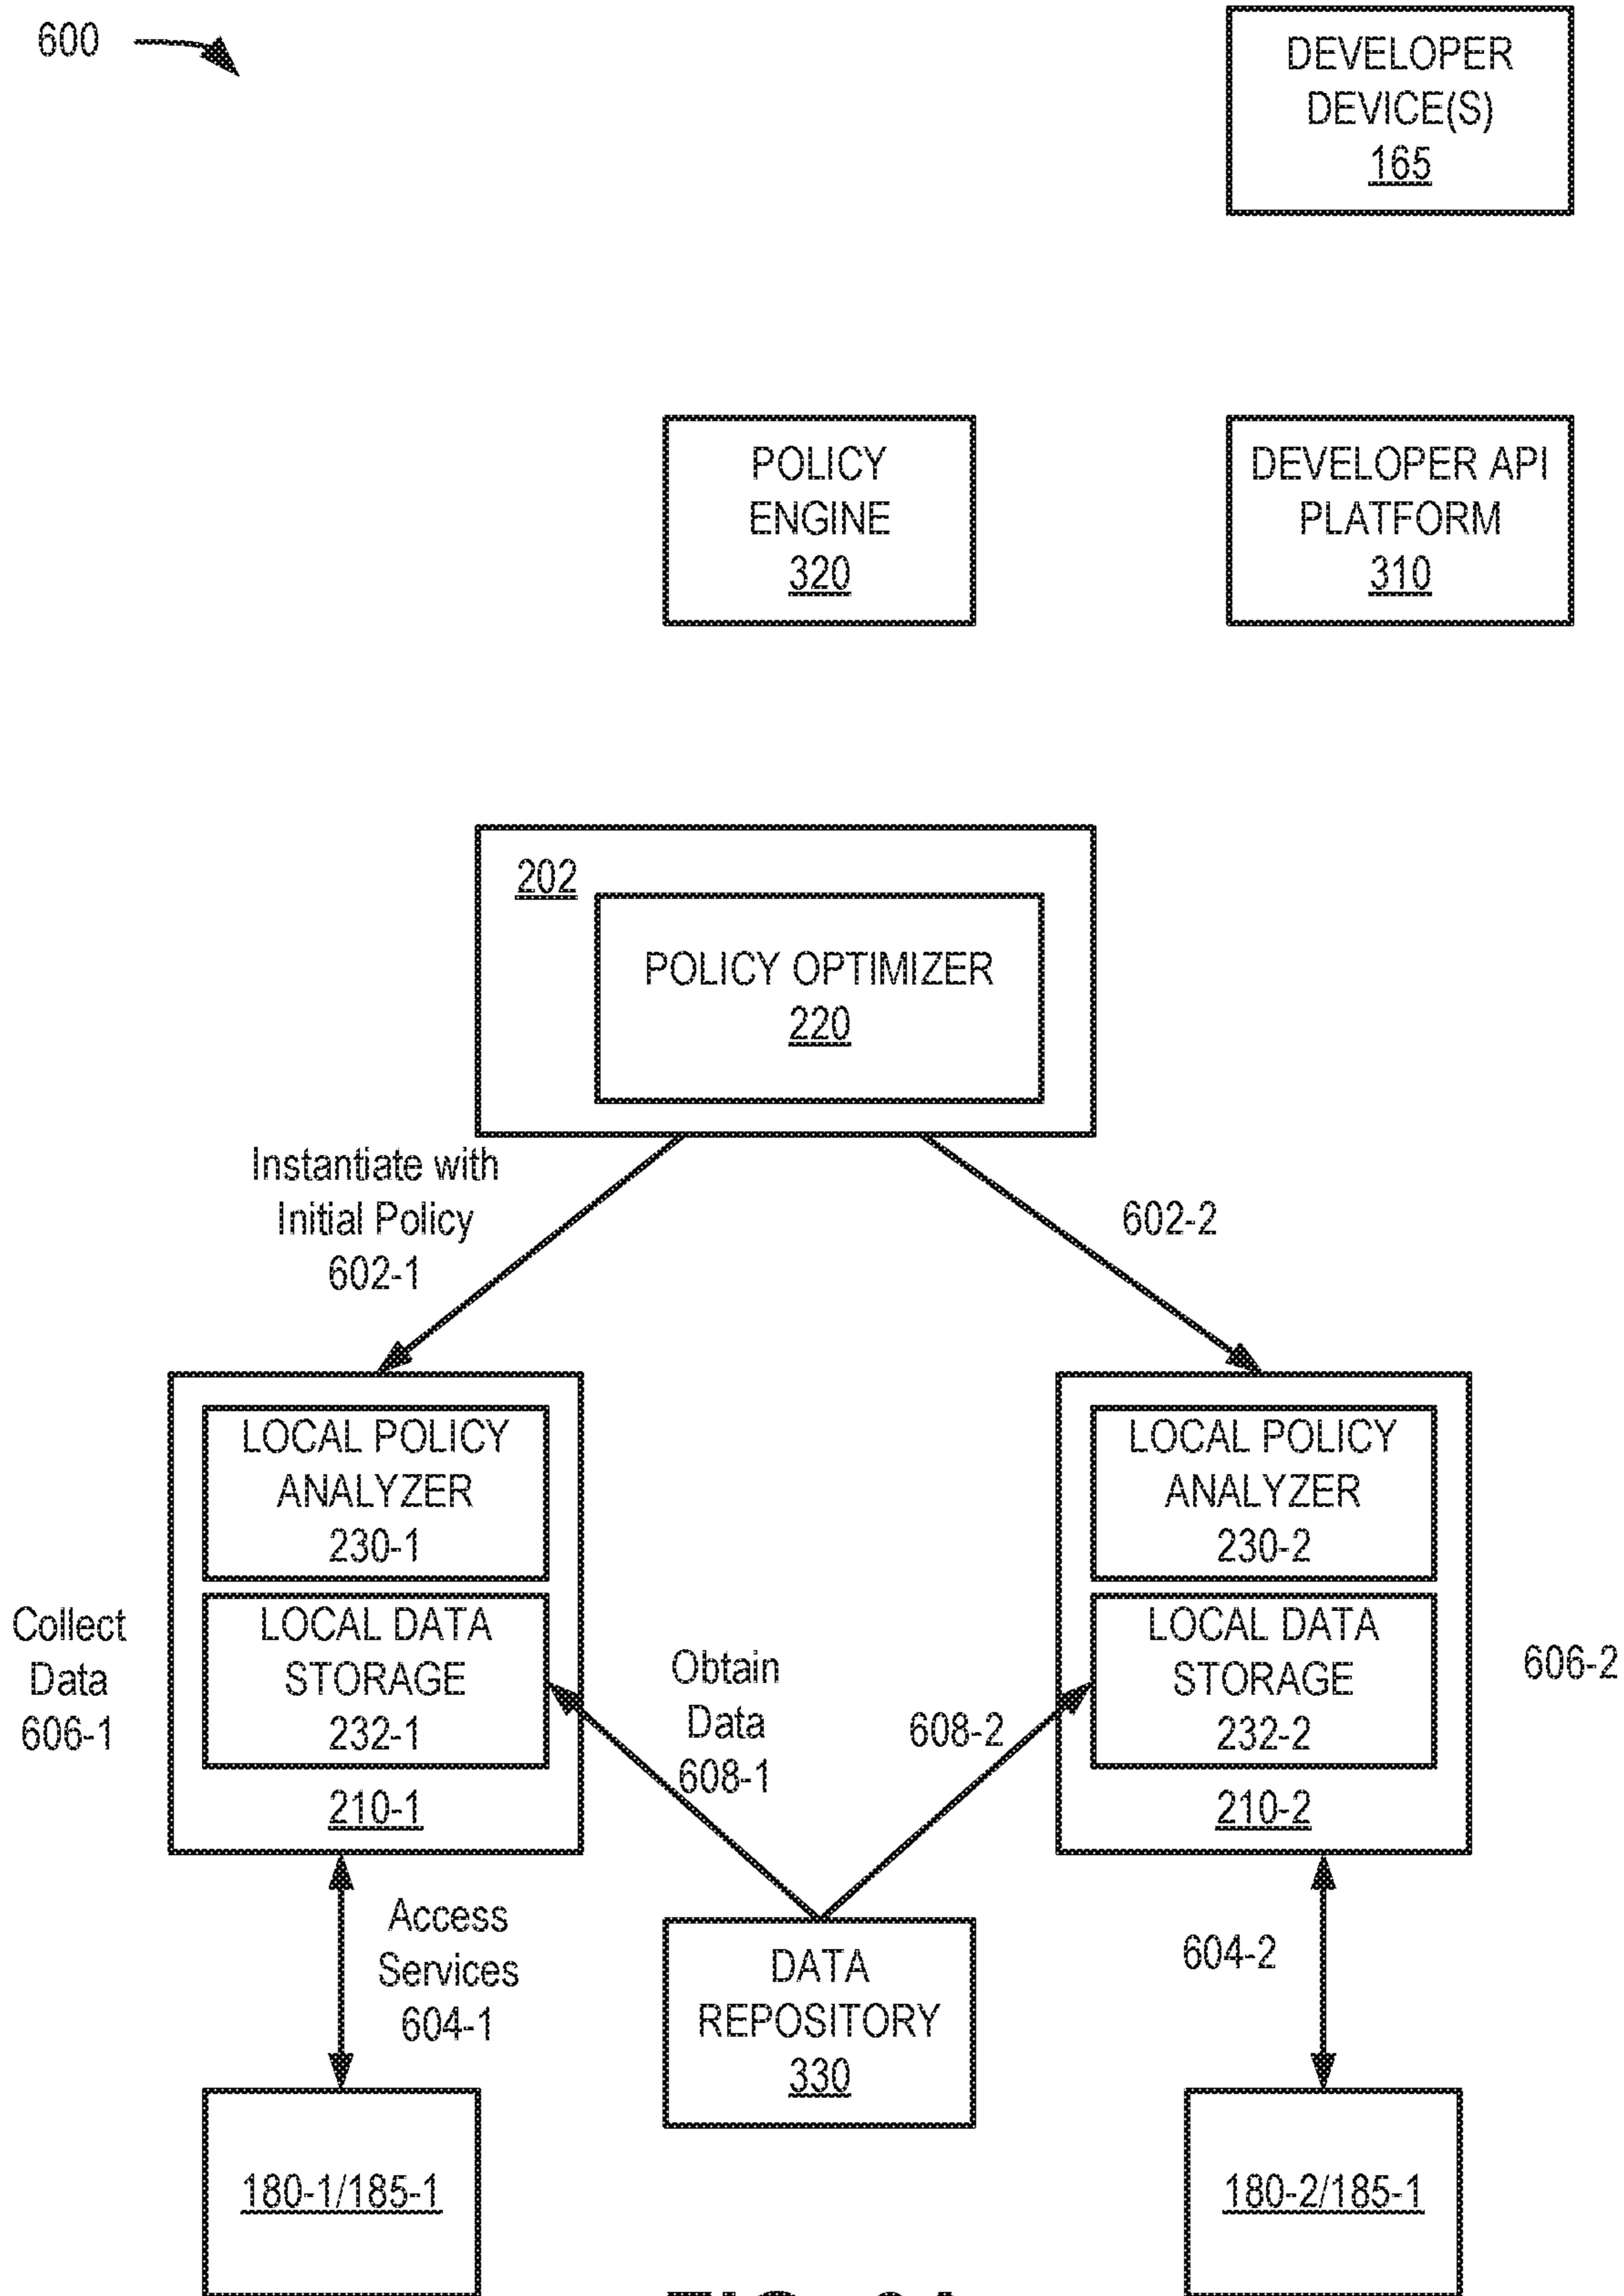 600
DEVELOPER
DEVICE(S)
165
POLICY
ENGINE
320
DEVELOPER API
PLATFORM
310
202
POLICY OPTIMIZER
220
Instantiate with
Initial Policy
602-1
602-2
LOCAL POLICY
ANALYZER
230-1
LOCAL DATA
STORAGE
232-1
210-1
Collect
Data
606-1
Obtain
Data
608-1
608-2
LOCAL POLICY
ANALYZER
230-2
LOCAL DATA
STORAGE
232-2
210-2
606-2
Access
Services
604-1
DATA
REPOSITORY
330
604-2
180-1/185-1
180-2/185-1